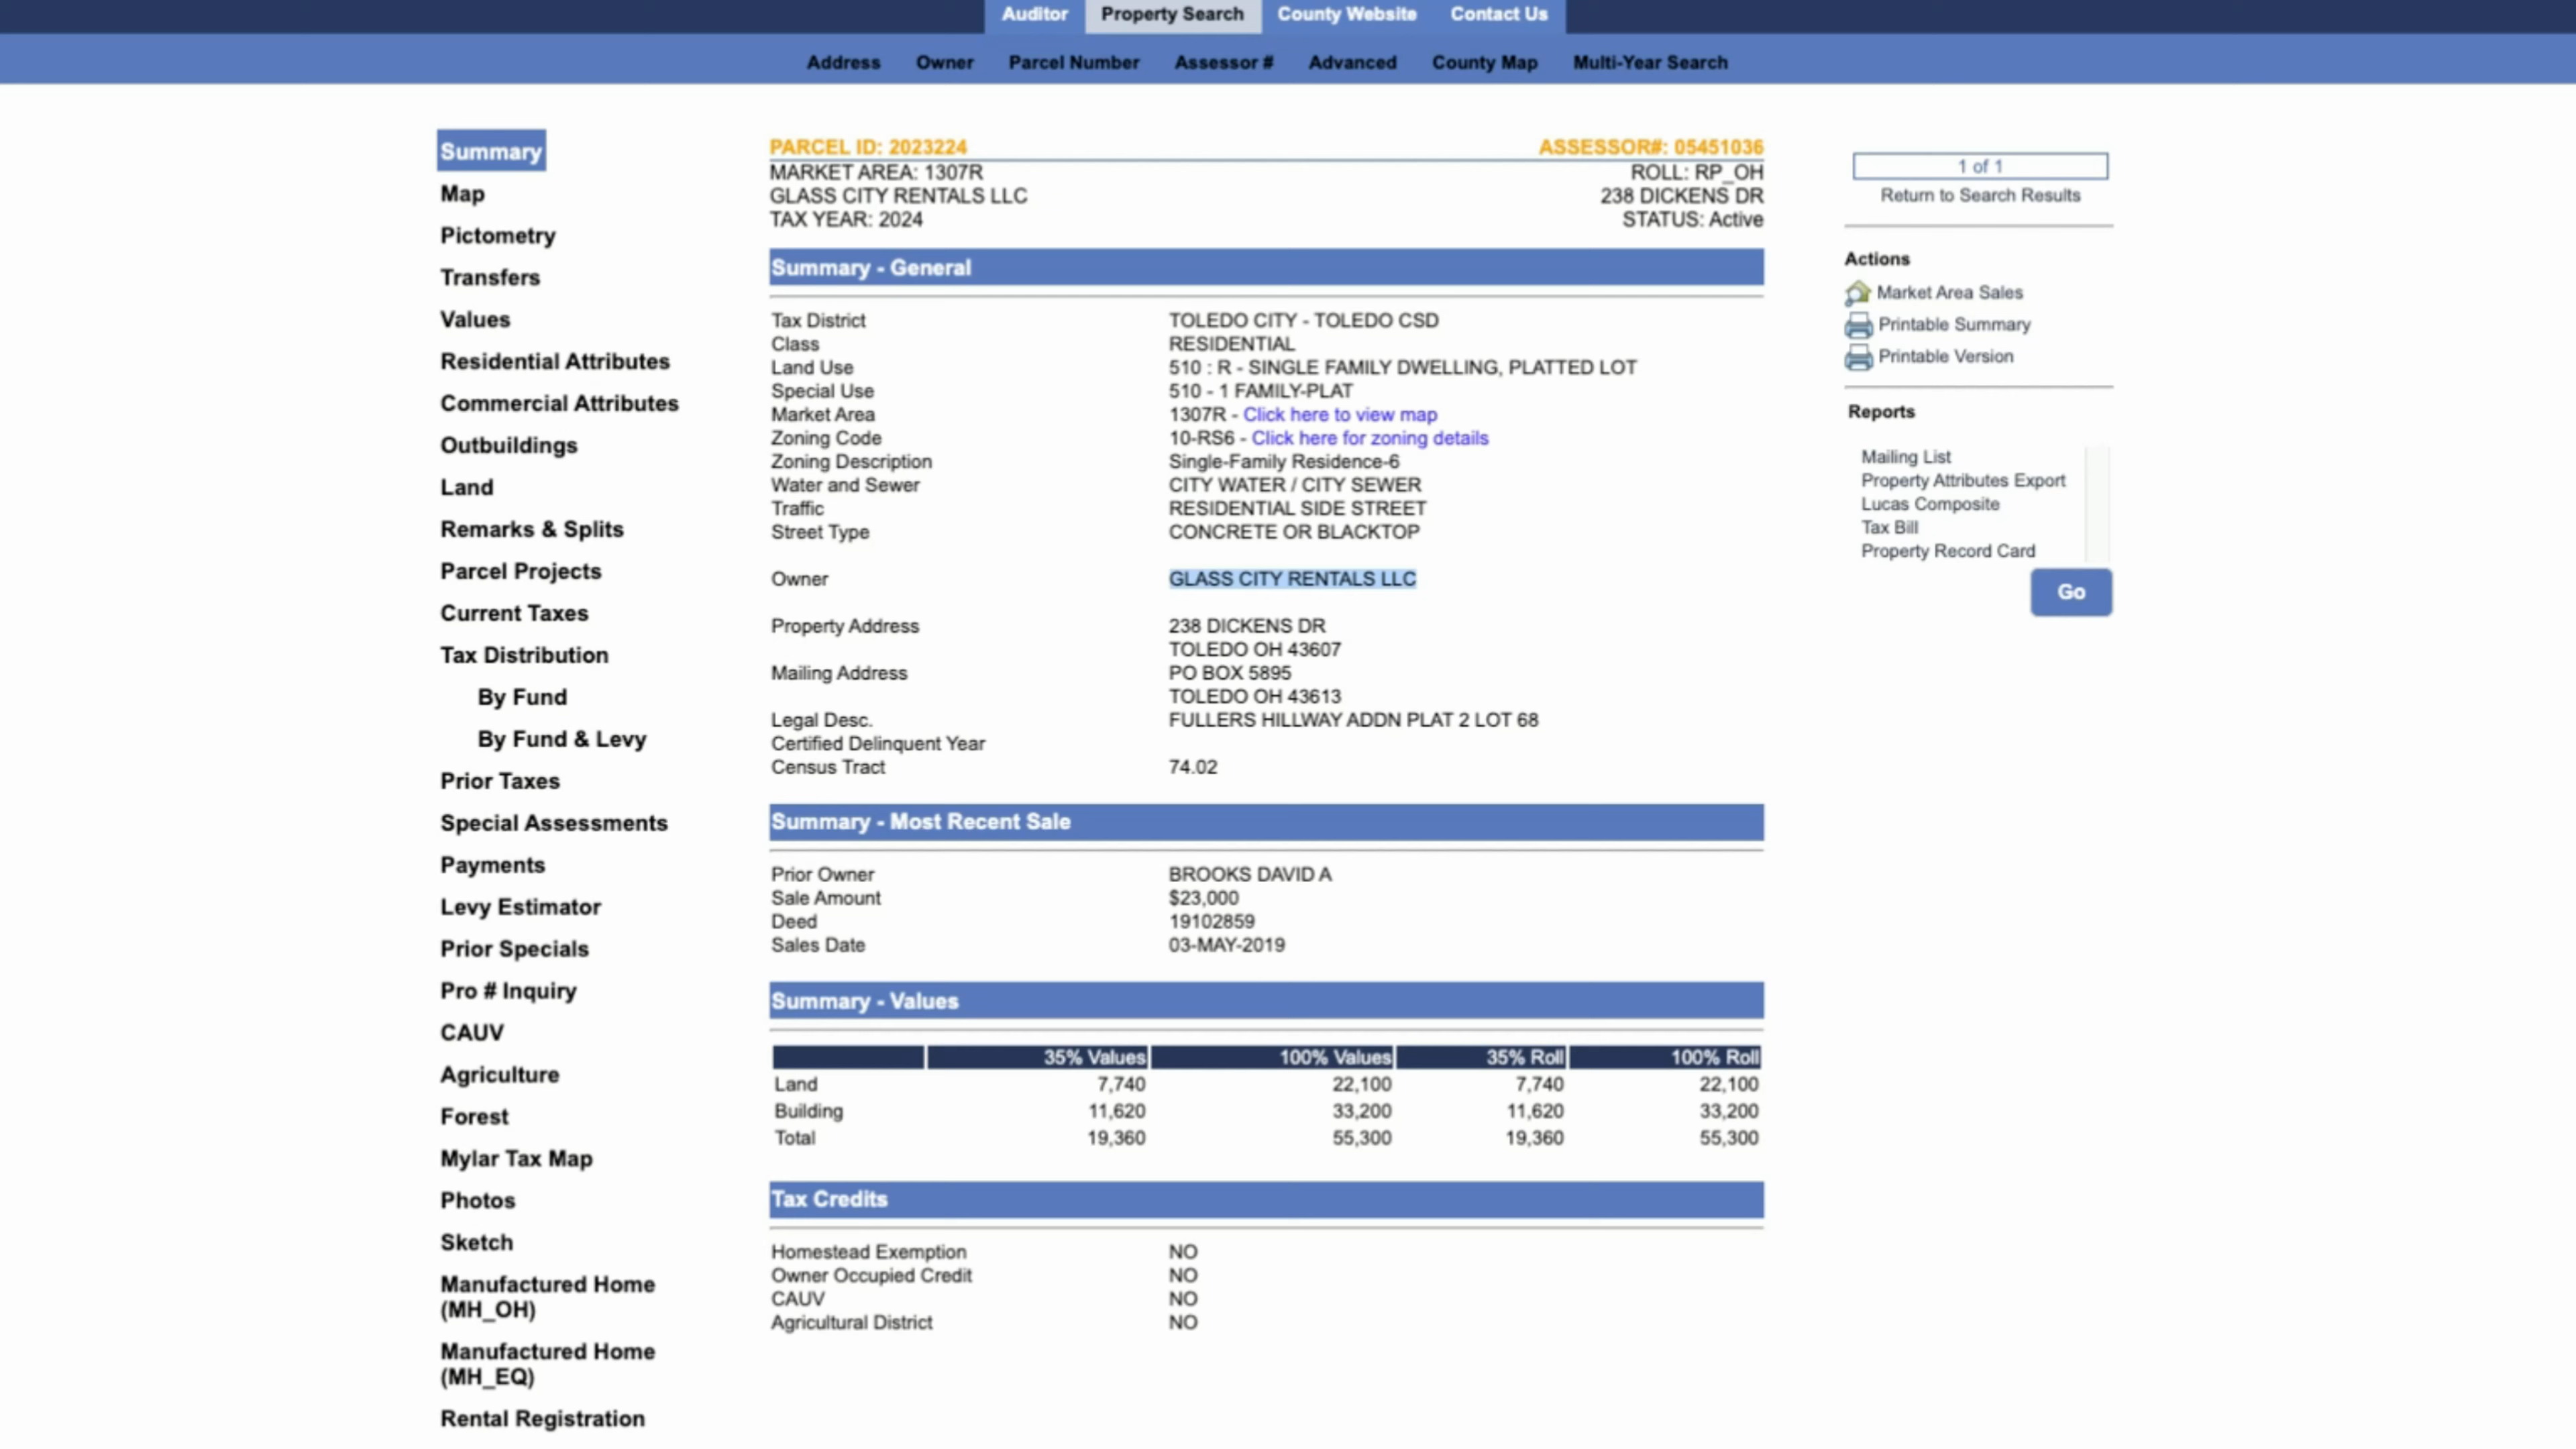 Auditor Property Search County Website Contact Us
Address Owner Parcel Number Assessor # Advanced County Map Multi-Year Search
Summary
Map
Pictometry
Transfers
Values
Residential Attributes
Commercial Attributes
Outbuildings
Land
Remarks & Splits
Parcel Projects
Current Taxes
Tax Distribution
By Fund
By Fund & Levy
Prior Taxes
Special Assessments
Payments
Levy Estimator
Prior Specials
Pro # Inquiry
CAUV
Agriculture
Forest
Mylar Tax Map
Photos
Sketch
Manufactured Home
(MH_OH)
Manufactured Home
(MH_EQ)
Rental Registration
PARCEL ID: 2023224 ASSESSOR#: 05451036
MARKET AREA: 1307R ROLL: RP_OH
GLASS CITY RENTALS LLC 238 DICKENS DR
TAX YEAR: 2024 STATUS: Active
Summary - General
Tax District TOLEDO CITY - TOLEDO CSD
Class RESIDENTIAL
Land Use 510 : R - SINGLE FAMILY DWELLING, PLATTED LOT
Special Use 510 - 1 FAMILY-PLAT
Market Area 1307R - Click here to view map
Zoning Code 10-RS6 - Click here for zoning details
Zoning Description Single-Family Residence-6
Water and Sewer CITY WATER / CITY SEWER
Traffic RESIDENTIAL SIDE STREET
Street Type CONCRETE OR BLACKTOP
Owner GLASS CITY RENTALS LLC
Property Address 238 DICKENS DR
TOLEDO OH 43607
Mailing Address PO BOX 5895
TOLEDO OH 43613
Legal Desc. FULLERS HILLWAY ADDN PLAT 2 LOT 68
Certified Delinquent Year
Census Tract 74.02
Summary - Most Recent Sale
Prior Owner BROOKS DAVID A
Sale Amount $23,000
Deed 19102859
Sales Date 03-MAY-2019
Summary - Values
35% Values 100% Values 35% Roll 100% Roll
Land 7,740 22,100 7,740 22,100
Building 11,620 33,200 11,620 33,200
Total 19,360 55,300 19,360 55,300
Tax Credits
Homestead Exemption NO
Owner Occupied Credit NO
CAUV NO
Agricultural District NO
1 of 1
Return to Search Results
Actions
Market Area Sales
Printable Summary
Printable Version
Reports
Mailing List
Property Attributes Export
Lucas Composite
Tax Bill
Property Record Card
Go